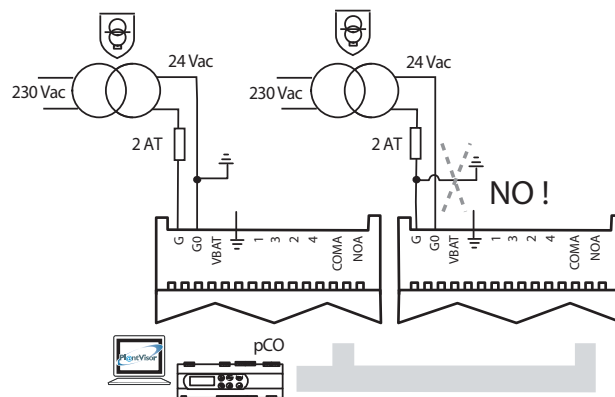 24 Vac
230 Vac
2 AT
G
G0
VBAT
1
3
2
4
COMA
NOA
24 Vac
230 Vac
2 AT
NO !
G
G0
VBAT
1
3
2
4
COMA
NOA
PlantVisor
pCO